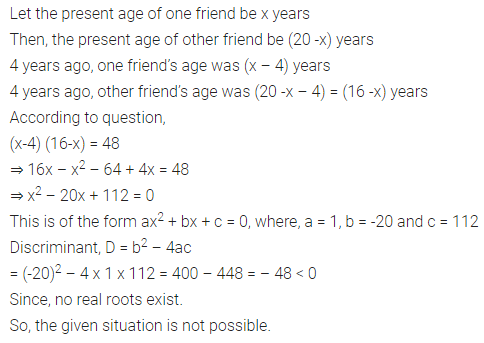 Let the present age of one friend be x years
Then, the present age of other friend be (20 -x) years
4 years ago, one friend's age was (x – 4) years
4 years ago, other friend's age was (20 -x – 4) = (16 -x) years
According to question,
(x-4) (16-x) = 48
⇒ 16x – x² – 64 + 4x = 48
⇒ x² – 20x + 112 = 0
This is of the form ax² + bx + c = 0, where, a = 1, b = -20 and c = 112
Discriminant, D = b² – 4ac
= (-20)² – 4 x 1 x 112 = 400 – 448 = – 48 < 0
Since, no real roots exist.
So, the given situation is not possible.